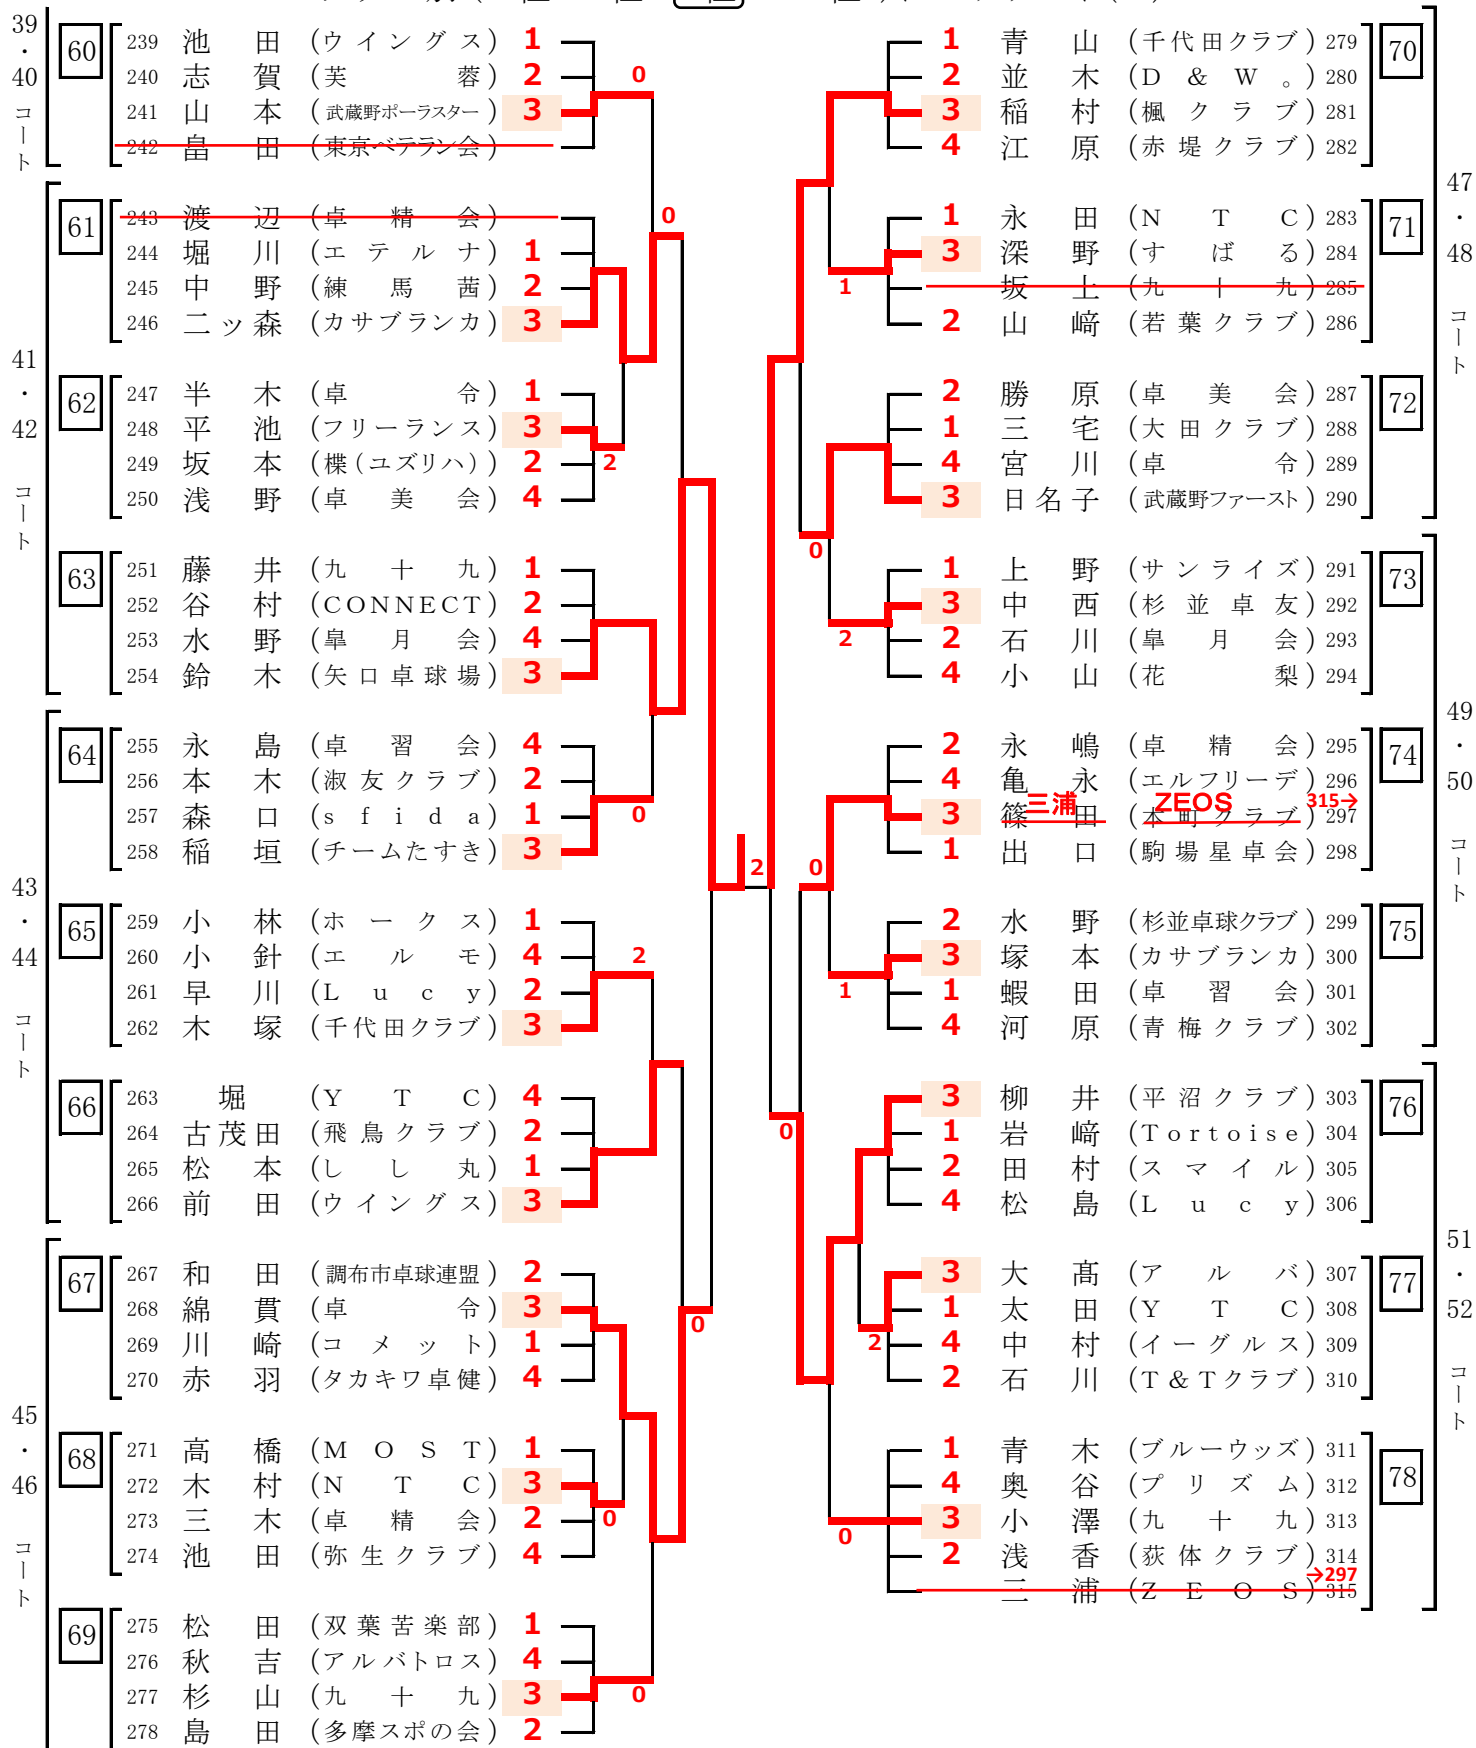 39
・
40
コート
60
239 池田 (ウイングス) 1
240 志賀 (芙蓉) 2
241 山本 (武蔵野ポーラスター) 3
242 畠田 (東京ベテラン会)
0
61
243 渡辺 (卓精会)
244 堀川 (エテルナ) 1
245 中野 (練馬茜) 2
246 二ッ森 (カサブランカ) 3
0
41
・
42
コート
62
247 半木 (卓令) 1
248 平池 (フリーランス) 3
249 坂本 (楪(ユズリハ)) 2
250 浅野 (卓美会) 4
2
63
251 藤井 (九十九) 1
252 谷村 (CONNECT) 2
253 水野 (皐月会) 4
254 鈴木 (矢口卓球場) 3
64
255 永島 (卓習会) 4
256 本木 (淑友クラブ) 2
257 森口 (sfida) 1
258 稲垣 (チームたすき) 3
0
43
・
44
コート
65
259 小林 (ホークス) 1
260 小針 (エルモ) 4
261 早川 (Lucy) 2
262 木塚 (千代田クラブ) 3
2
66
263 堀 (YTC) 4
264 古茂田 (飛鳥クラブ) 2
265 松本 (しし丸) 1
266 前田 (ウイングス) 3
67
267 和田 (調布市卓球連盟) 2
268 綿貫 (卓令) 3
269 川崎 (コメット) 1
270 赤羽 (タカキワ卓健) 4
0
45
・
46
コート
68
271 高橋 (MOST) 1
272 木村 (NTC) 3
273 三木 (卓精会) 2
274 池田 (弥生クラブ) 4
0
69
275 松田 (双葉苦楽部) 1
276 秋吉 (アルバトロス) 4
277 杉山 (九十九) 3
278 島田 (多摩スポの会) 2
0
2
1 青山 (千代田クラブ) 279
2 並木 (D&W。) 280
3 稲村 (楓クラブ) 281
4 江原 (赤堤クラブ) 282
70
47
・
48
コート
1 永田 (NTC) 283
3 深野 (すばる) 284
坂上 (九十九) 285
2 山﨑 (若葉クラブ) 286
71
1
2 勝原 (卓美会) 287
1 三宅 (大田クラブ) 288
4 宮川 (卓令) 289
3 日名子 (武蔵野ファースト) 290
72
0
1 上野 (サンライズ) 291
3 中西 (杉並卓友) 292
2 石川 (皐月会) 293
4 小山 (花梨) 294
73
2
49
・
50
コート
2 永嶋 (卓精会) 295
4 亀永 (エルフリーデ) 296
三浦 ZEOS 315→
3 篠田 (本町クラブ) 297
1 出口 (駒場星卓会) 298
74
0
2 水野 (杉並卓球クラブ) 299
3 塚本 (カサブランカ) 300
1 蝦田 (卓習会) 301
4 河原 (青梅クラブ) 302
75
1
3 柳井 (平沼クラブ) 303
1 岩﨑 (Tortoise) 304
2 田村 (スマイル) 305
4 松島 (Lucy) 306
76
0
51
・
52
コート
3 大髙 (アルバ) 307
1 太田 (YTC) 308
4 中村 (イーグルス) 309
2 石川 (T&Tクラブ) 310
77
2
1 青木 (ブルーウッズ) 311
4 奥谷 (プリズム) 312
3 小澤 (九十九) 313
2 浅香 (荻体クラブ) 314
→297
三浦 (ZEOS) 315
78
0